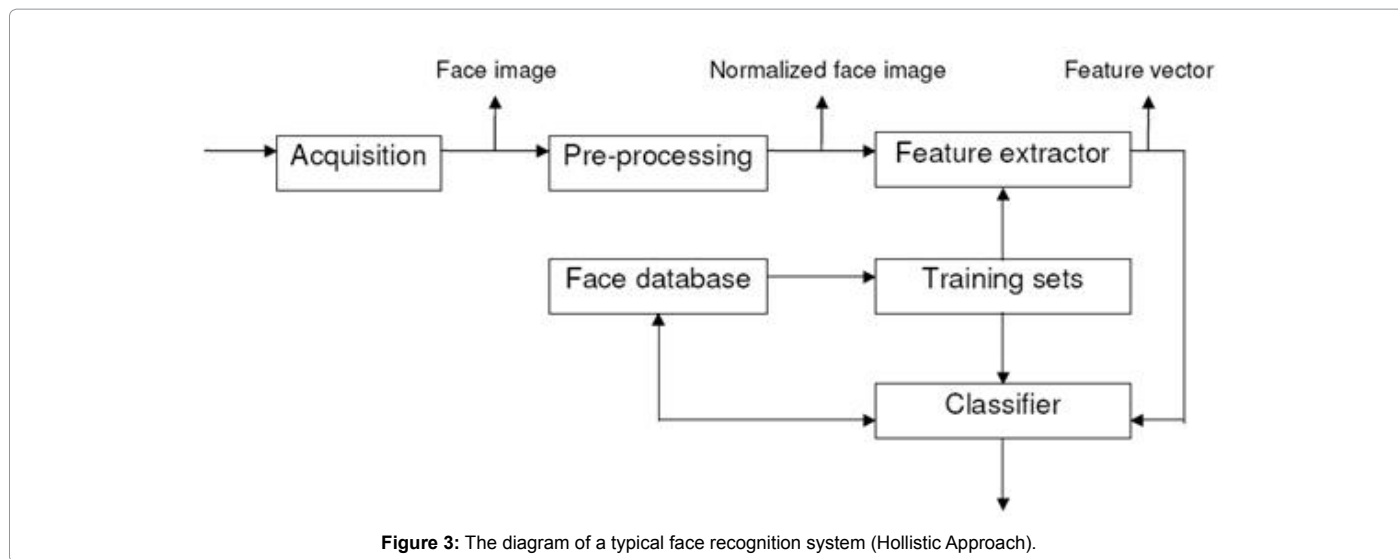 Face image
Normalized face image
Feature vector
Acquisition
Pre-processing
Feature extractor
Face database
Training sets
Classifier
Figure 3: The diagram of a typical face recognition system (Hollistic Approach).